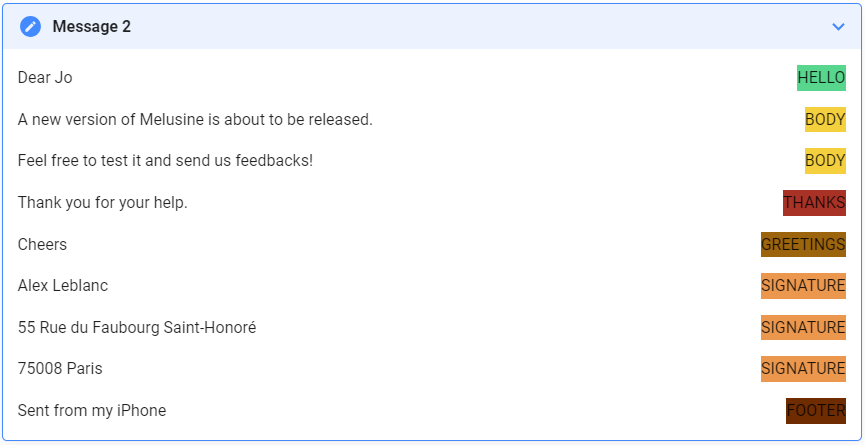 Message 2
Dear Jo HELLO
A new version of Melusine is about to be released. BODY
Feel free to test it and send us feedbacks! BODY
Thank you for your help. THANKS
Cheers GREETINGS
Alex Leblanc SIGNATURE
55 Rue du Faubourg Saint-Honoré SIGNATURE
75008 Paris SIGNATURE
Sent from my iPhone FOOTER